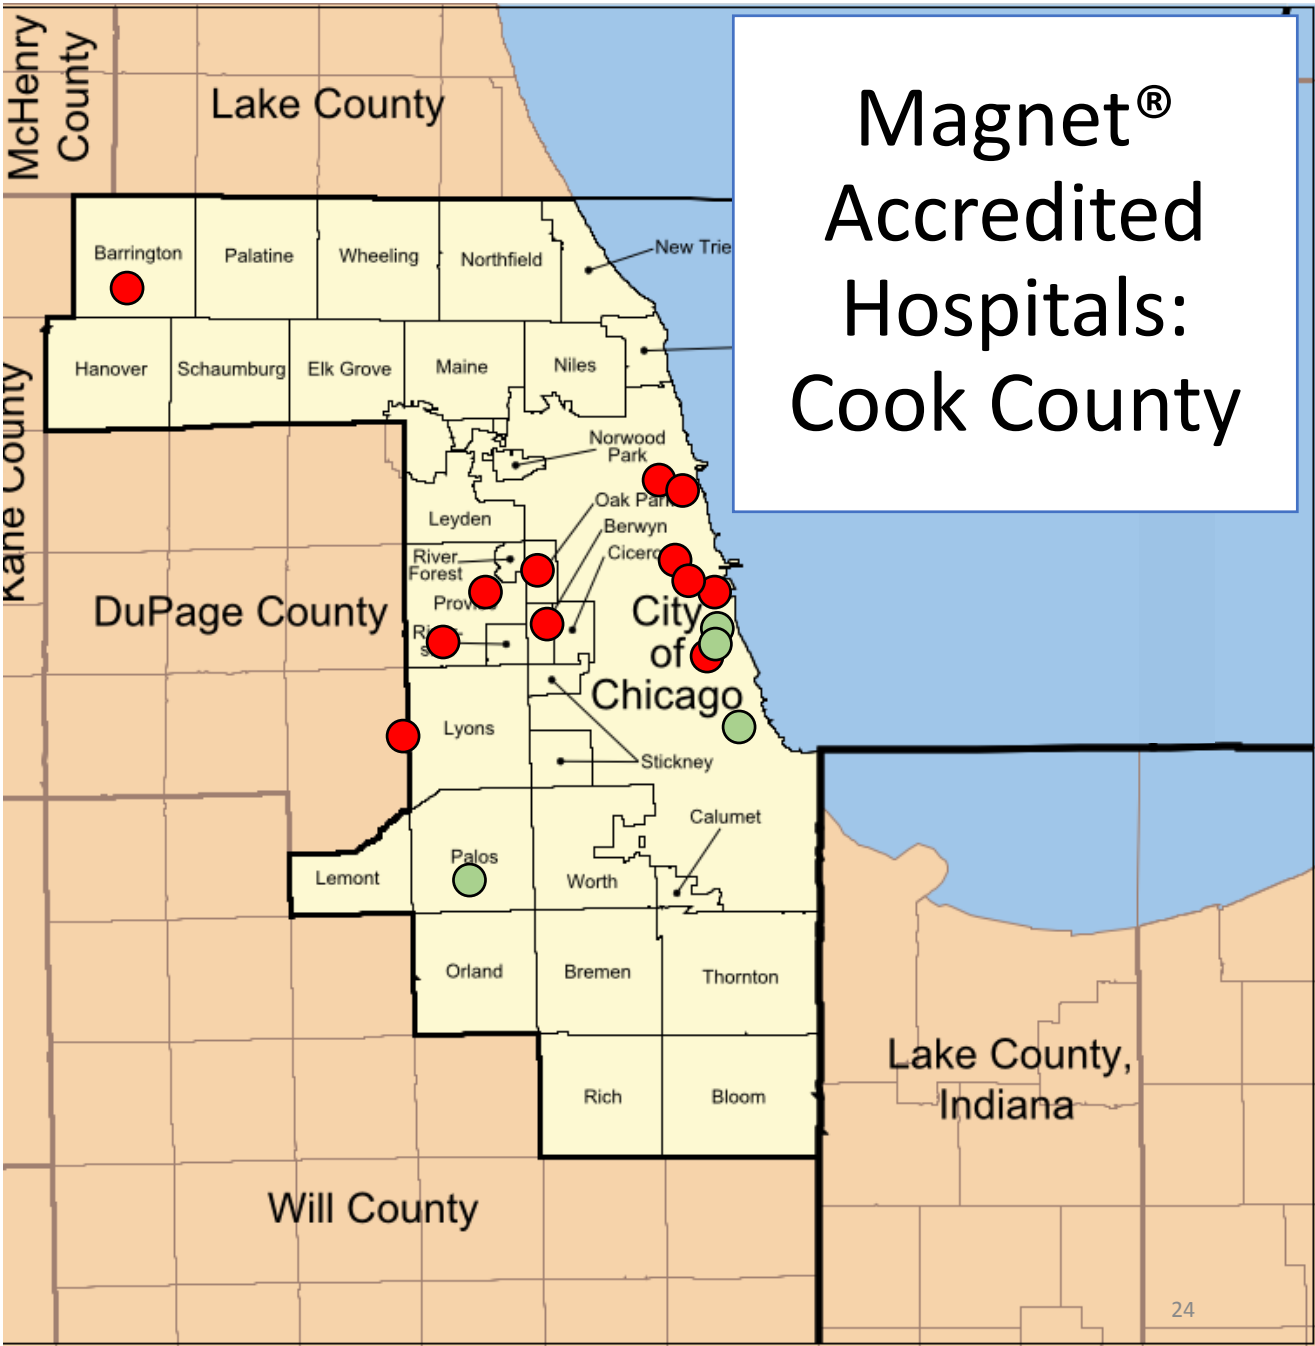 McHenry
County
Lake County
Magnet®
Accredited
Hospitals:
Cook County
Barrington
Palatine
Wheeling
Northfield
New Trie
Hanover
Schaumburg
Elk Grove
Maine
Niles
Kane County
Norwood
Park
Oak Park
Leyden
Berwyn
River
Forest
Cicero
DuPage County
Proviso
City
of
Chicago
Lyons
Stickney
Calumet
Palos
Lemont
Worth
Orland
Bremen
Thornton
Lake County,
Indiana
Rich
Bloom
Will County
24